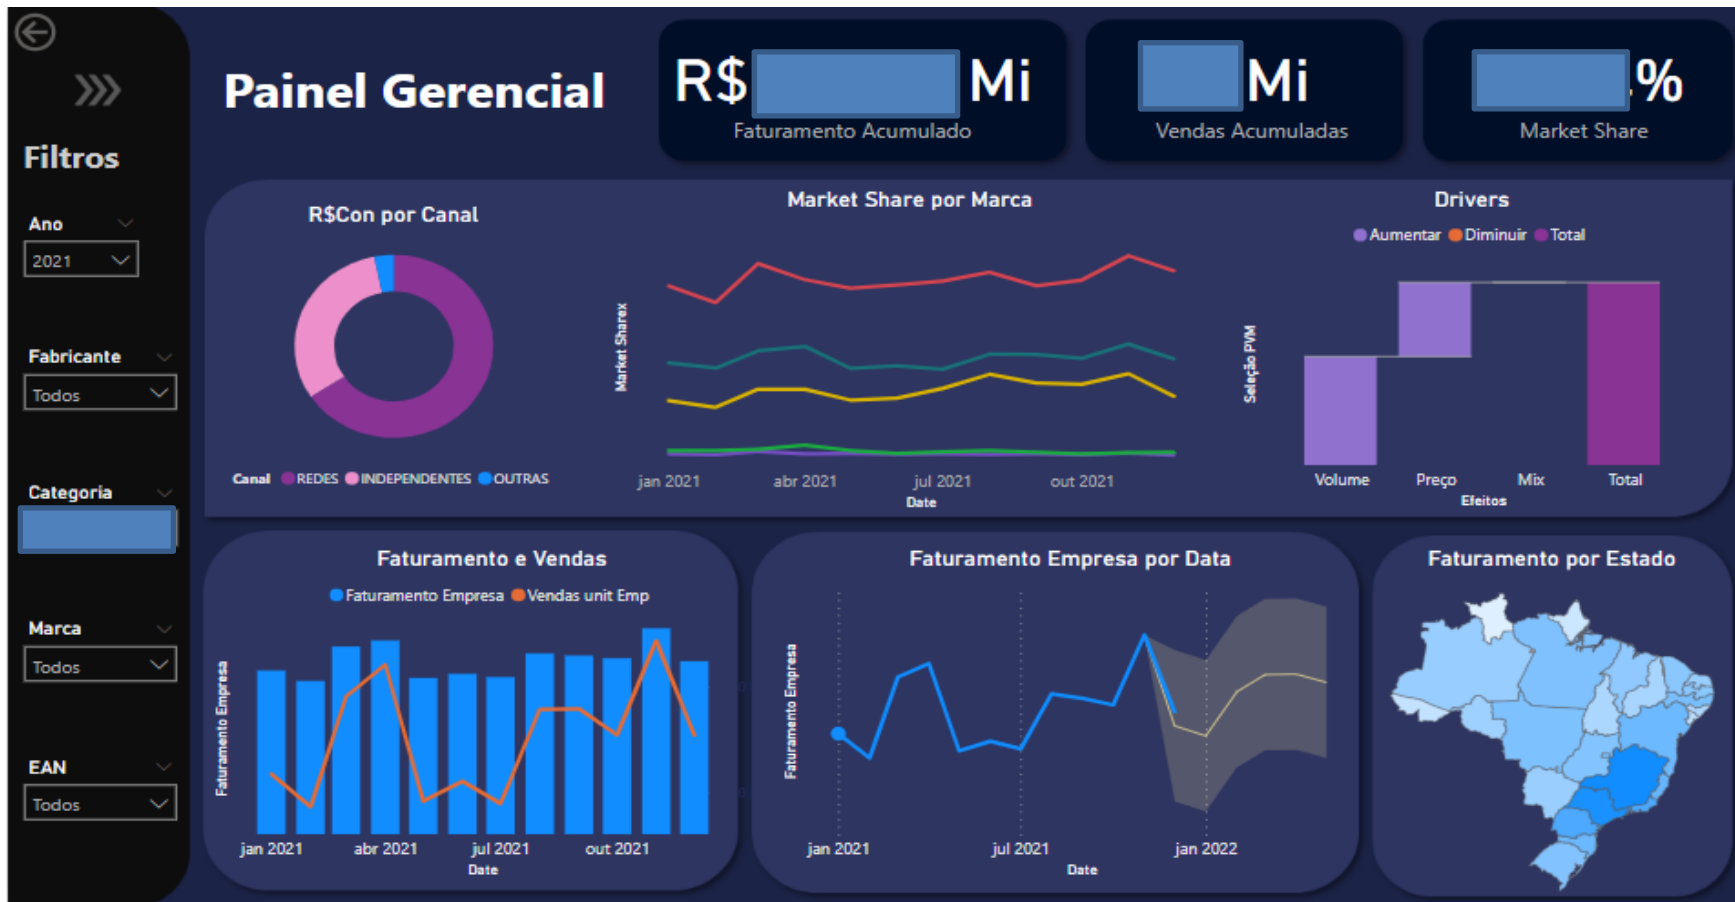 Painel Gerencial
R$ Mi
Faturamento Acumulado
Mi
Vendas Acumuladas
%
Market Share
Filtros
Ano
2021
Fabricante
Todos
Categoria
Marca
Todos
EAN
Todos
R$Con por Canal
Canal REDES INDEPENDENTES OUTRAS
Market Share por Marca
Market Sharex
jan 2021 abr 2021 jul 2021 out 2021
Date
Drivers
Aumentar Diminuir Total
Seleção PVM
Volume Preço Mix Total
Efeitos
Faturamento e Vendas
Faturamento Empresa Vendas unit Emp
Faturamento Empresa
jan 2021 abr 2021 jul 2021 out 2021
Date
Faturamento Empresa por Data
Faturamento Empresa
jan 2021 jul 2021 jan 2022
Date
Faturamento por Estado